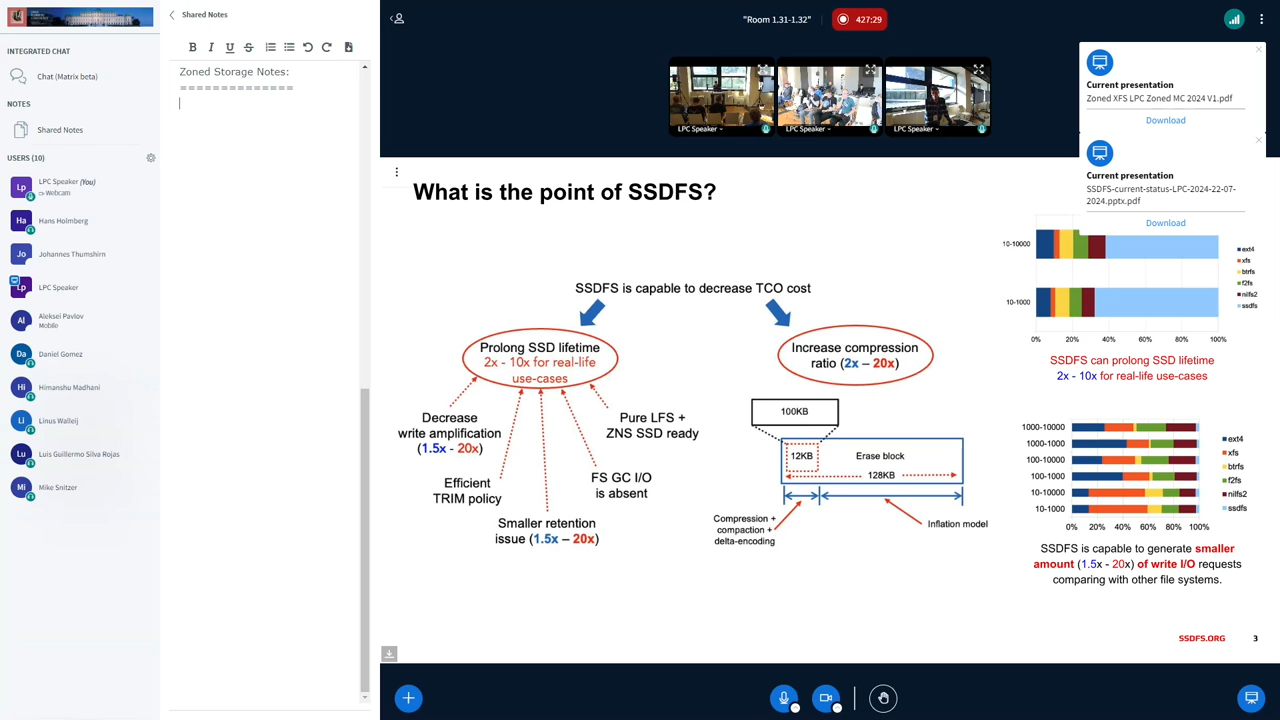 INTEGRATED CHAT
Chat (Matrix beta)
NOTES
Shared Notes
USERS (10)
Lp
LPC Speaker (You)
Webcam
Ha
Hans Holmberg
Jo
Johannes Thumshirn
Lp
LPC Speaker
Al
Aleksei Pavlov
Mobile
Da
Daniel Gomez
Hi
Himanshu Madhani
Li
Linus Walleij
Lu
Luis Guillermo Silva Rojas
Mi
Mike Snitzer
Shared Notes
B I U S
Zoned Storage Notes:
==============
"Room 1.31-1.32"
427:29
LPC Speaker
LPC Speaker
LPC Speaker
Current presentation
Zoned XFS LPC Zoned MC 2024 V1.pdf
Download
Current presentation
SSDFS-current-status-LPC-2024-22-07-
2024.pptx.pdf
Download
What is the point of SSDFS?
SSDFS is capable to decrease TCO cost
Prolong SSD lifetime
2x - 10x for real-life
use-cases
Decrease
write amplification
(1.5x - 20x)
Efficient
TRIM policy
Smaller retention
issue (1.5x – 20x)
FS GC I/O
is absent
Pure LFS +
ZNS SSD ready
Increase compression
ratio (2x – 20x)
100KB
12KB
Erase block
128KB
Compression +
compaction +
delta-encoding
Inflation model
10-10000
10-1000
0% 20% 40% 60% 80% 100%
ext4
xfs
btrfs
f2fs
nilfs2
ssdfs
SSDFS can prolong SSD lifetime
2x - 10x for real-life use-cases
1000-10000
1000-1000
100-10000
100-1000
10-10000
10-1000
0% 20% 40% 60% 80% 100%
ext4
xfs
btrfs
f2fs
nilfs2
ssdfs
SSDFS is capable to generate smaller
amount (1.5x - 20x) of write I/O requests
comparing with other file systems.
SSDFS.ORG
3